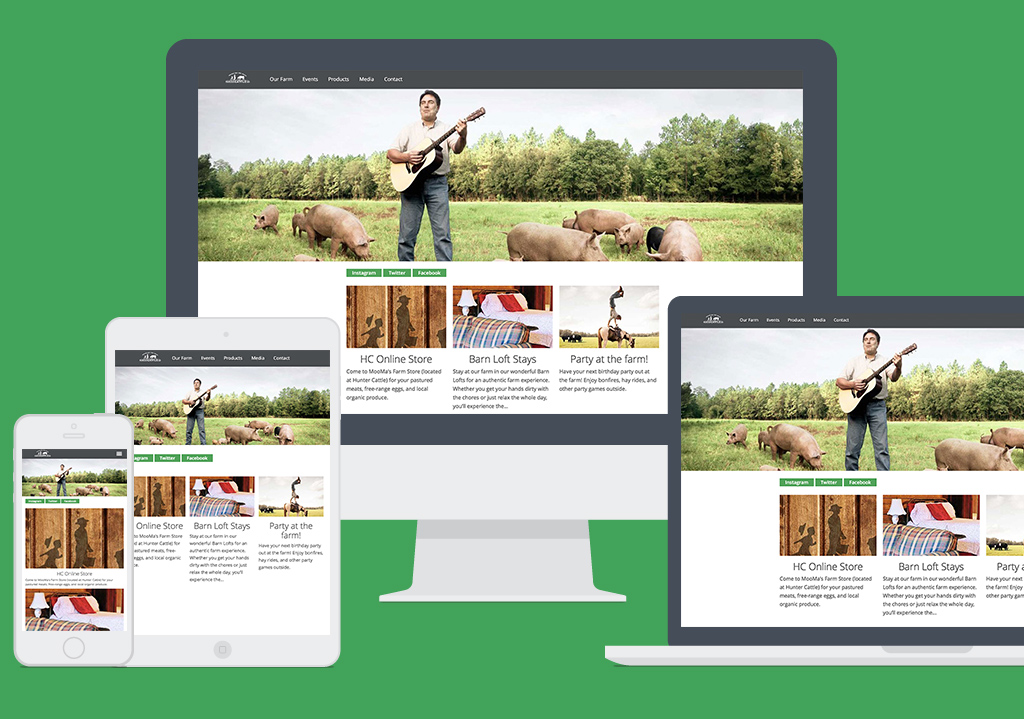 Our Farm Events Products Media Contact
Instagram Twitter Facebook
HC Online Store
Come to MooMa's Farm Store (located
at Hunter Cattle) for your pastured
meats, free-range eggs, and local
organic produce.
Barn Loft Stays
Stay at our farm in our wonderful Barn
Lofts for an authentic farm experience.
Whether you get your hands dirty with
the chores or just relax the whole day,
you'll experience the...
Party at the farm!
Have your next birthday party out at
the farm! Enjoy bonfires, hay rides, and
other party games outside.
Our Farm Events Products Media Contact
agram Twitter Facebook
Online Store
to MooMa's Farm Store
ted at Hunter Cattle) for
pastured meats, free-
eggs, and local organic
Barn Loft Stays
Stay at our farm in our
wonderful Barn Lofts for an
authentic farm experience.
Whether you get your hands
dirty with the chores or just
relax the whole day, you'll
experience the...
Party at the
farm!
Have your next birthday party
out at the farm! Enjoy bonfires,
hay rides, and other party
games outside.
Instagram Twitter Facebook
HC Online Store
Come to MooMa's Farm Store (located at Hunter Cattle) for your
pastured meats, free-range eggs, and local organic produce.
Our Farm Events Products Media Contact
Instagram Twitter Facebook
HC Online Store
Come to MooMa's Farm Store (located
at Hunter Cattle) for your pastured
meats, free-range eggs, and local
organic produce.
Barn Loft Stays
Stay at our farm in our wonderful Barn
Lofts for an authentic farm experience.
Whether you get your hands dirty with
the chores or just relax the whole day,
you'll experience the...
Party a
Have your next
the farm! Enjoy
other party gam